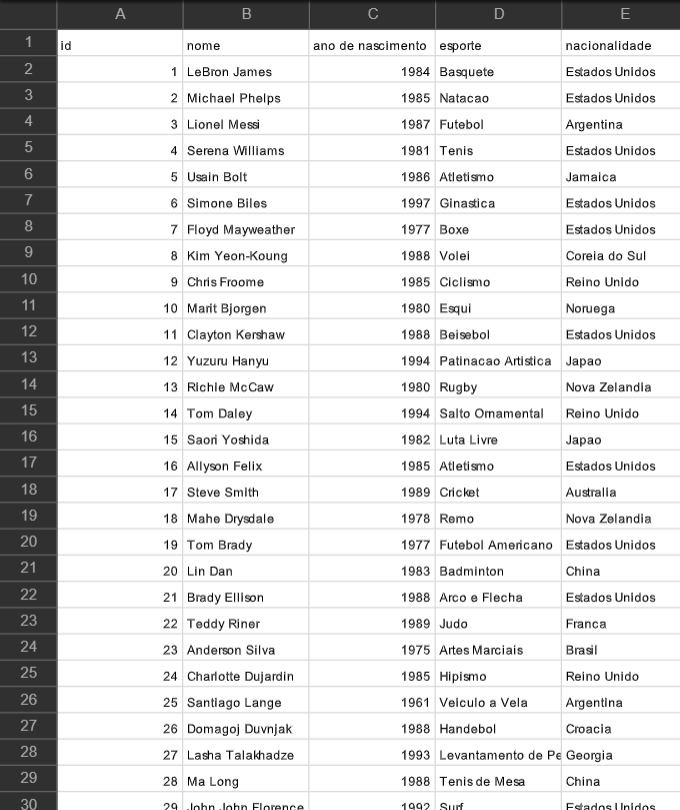 A B C D E
1 id nome ano de nascimento esporte nacionalidade
2 1 LeBron James 1984 Basquete Estados Unidos
3 2 Michael Phelps 1985 Natacao Estados Unidos
4 3 Lionel Messi 1987 Futebol Argentina
5 4 Serena Williams 1981 Tenis Estados Unidos
6 5 Usain Bolt 1986 Atletismo Jamaica
7 6 Simone Biles 1997 Ginastica Estados Unidos
8 7 Floyd Mayweather 1977 Boxe Estados Unidos
9 8 Kim Yeon-Koung 1988 Volei Coreia do Sul
10 9 Chris Froome 1985 Ciclismo Reino Unido
11 10 Marit Bjorgen 1980 Esqui Noruega
12 11 Clayton Kershaw 1988 Beisebol Estados Unidos
13 12 Yuzuru Hanyu 1994 Patinacao Artistica Japao
14 13 Richie McCaw 1980 Rugby Nova Zelandia
15 14 Tom Daley 1994 Salto Ornamental Reino Unido
16 15 Saori Yoshida 1982 Luta Livre Japao
17 16 Allyson Felix 1985 Atletismo Estados Unidos
18 17 Steve Smith 1989 Cricket Australia
19 18 Mahe Drysdale 1978 Remo Nova Zelandia
20 19 Tom Brady 1977 Futebol Americano Estados Unidos
21 20 Lin Dan 1983 Badminton China
22 21 Brady Ellison 1988 Arco e Flecha Estados Unidos
23 22 Teddy Riner 1989 Judo Franca
24 23 Anderson Silva 1975 Artes Marciais Brasil
25 24 Charlotte Dujardin 1985 Hipismo Reino Unido
26 25 Santiago Lange 1961 Veiculo a Vela Argentina
27 26 Domagoj Duvnjak 1988 Handebol Croacia
28 27 Lasha Talakhadze 1993 Levantamento de Pe Georgia
29 28 Ma Long 1988 Tenis de Mesa China
30 29 John John Florence 1992 Surf Estados Unidos